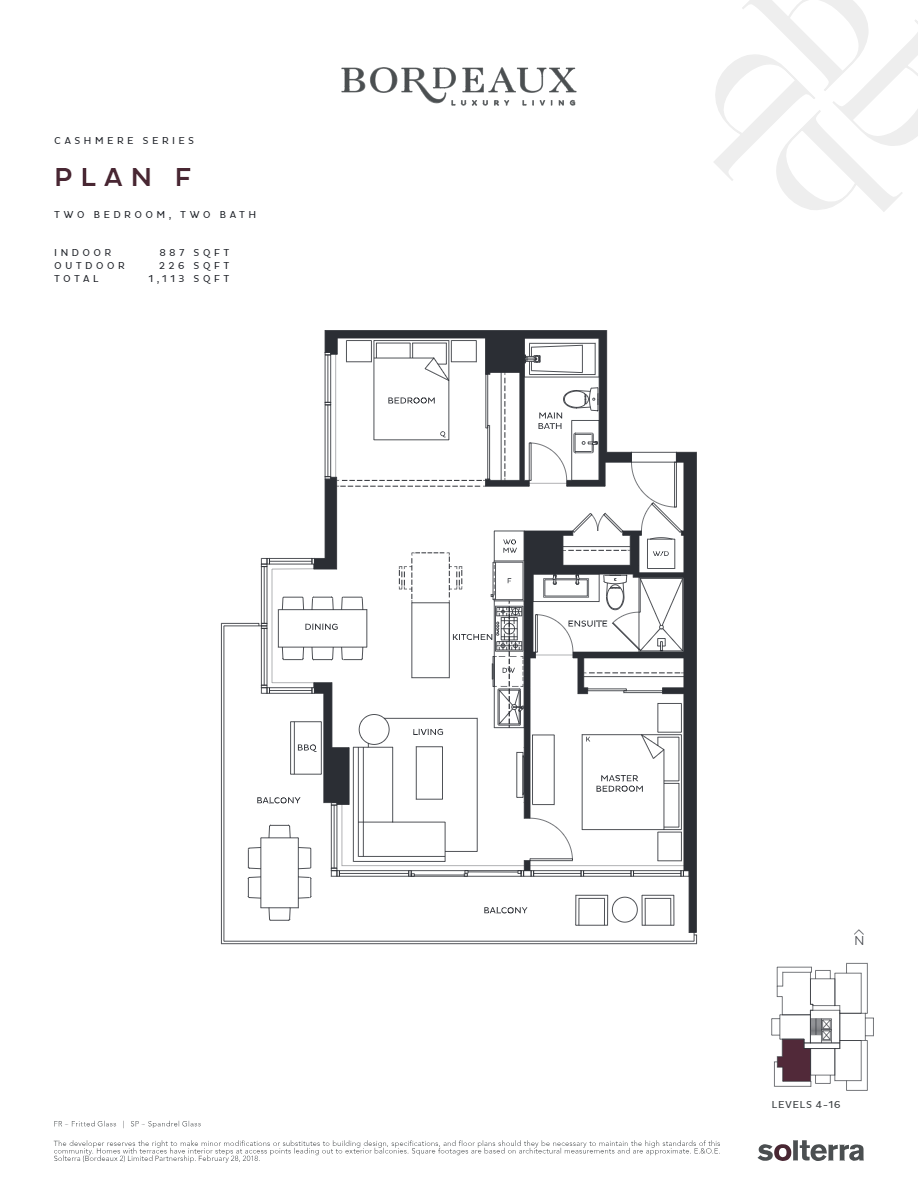 BORDEAUX
LUXURY LIVING
CASHMERE SERIES
PLAN F
TWO BEDROOM, TWO BATH
INDOOR 887 SQFT
OUTDOOR 226 SQFT
TOTAL 1,113 SQFT
BEDROOM
Q
MAIN
BATH
WO
MW
W/D
F
ENSUITE
DINING
KITCHEN
DW
LIVING
K
BBQ
MASTER
BEDROOM
BALCONY
BALCONY
N
LEVELS 4-16
FR - Fritted Glass | SP - Spandrel Glass
The developer reserves the right to make minor modifications or substitutes to building design, specifications, and floor plans should they be necessary to maintain the high standards of this
community. Homes with terraces have interior steps at access points leading out to exterior balconies. Square footages are based on architectural measurements and are approximate. E.&O.E.
Solterra (Bordeaux 2) Limited Partnership. February 28, 2018.
solterra